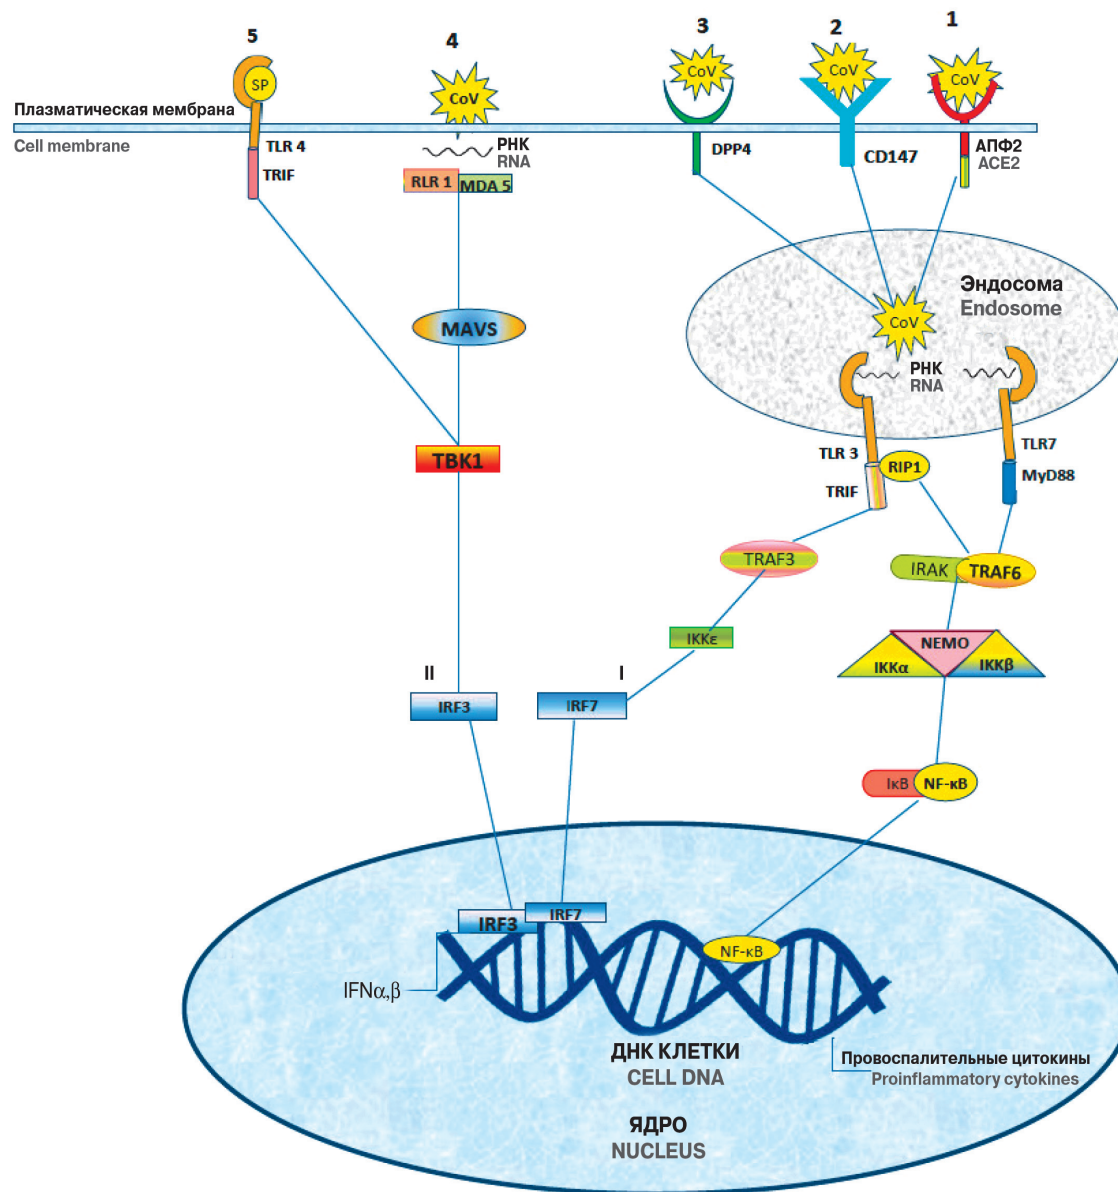 5
4
3
2
1
SP
CoV
CoV
CoV
CoV
Плазматическая мембрана
Cell membrane
TLR 4
TRIF
РНК
RNA
RLR 1
MDA 5
DPP4
CD147
АПФ2
ACE2
Эндосома
Endosome
CoV
MAVS
РНК
RNA
TBK1
TLR 3
RIP1
TLR7
TRIF
MyD88
TRAF3
IRAK
TRAF6
IKKε
NEMO
IKKα
IKKβ
II
I
IRF3
IRF7
IκB
NF-κB
IRF3
IRF7
NF-κB
IFNα,β
ДНК КЛЕТКИ
CELL DNA
Провоспалительные цитокины
Proinflammatory cytokines
ЯДРО
NUCLEUS